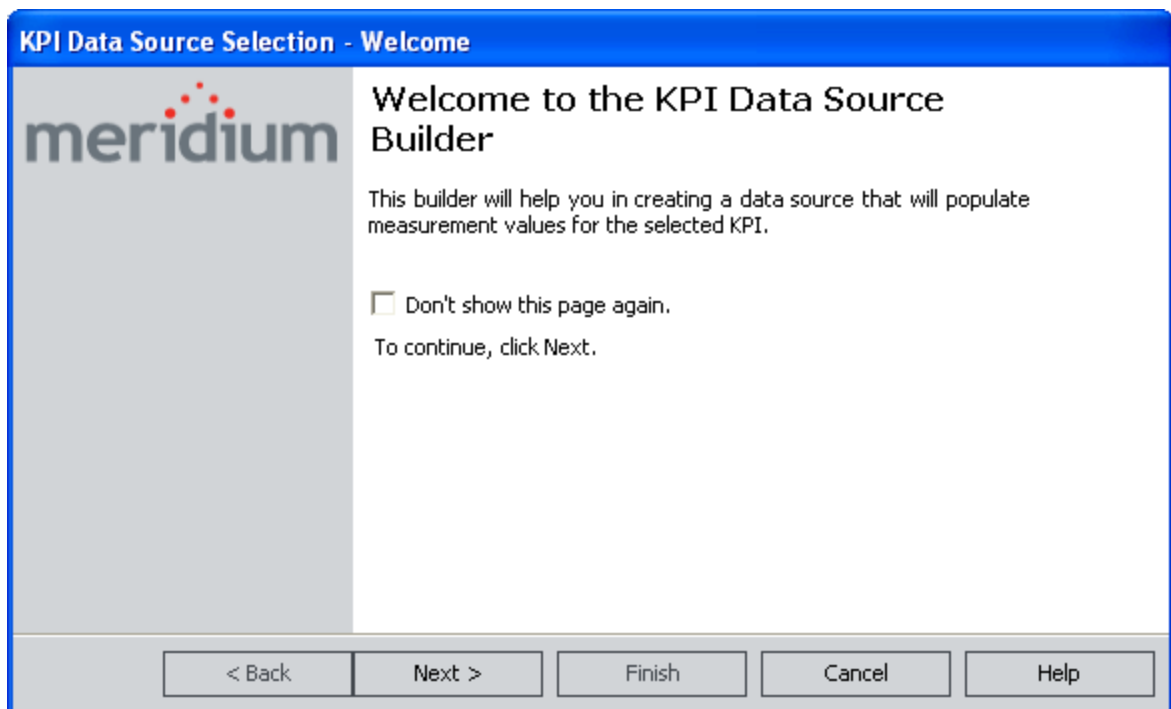 KPI Data Source Selection - Welcome
meridium
Welcome to the KPI Data Source
Builder
This builder will help you in creating a data source that will populate
measurement values for the selected KPI.
Don't show this page again.
To continue, click Next.
< Back
Next >
Finish
Cancel
Help